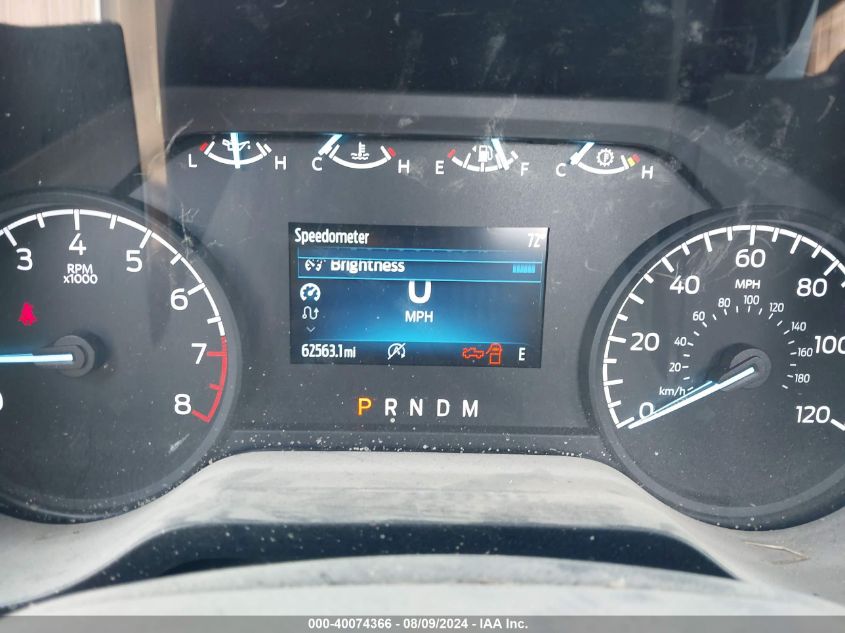 L H C H E F C H
Speedometer 72
Brightness
0
MPH
62563.1 mi E
P R N D M
3 4 5 6 7 8
RPM
x1000
0 20 40 60 80 100 120
MPH
20 40 60 80 100 120 140 160 180
km/h
000-40074366 - 08/09/2024 - IAA Inc.